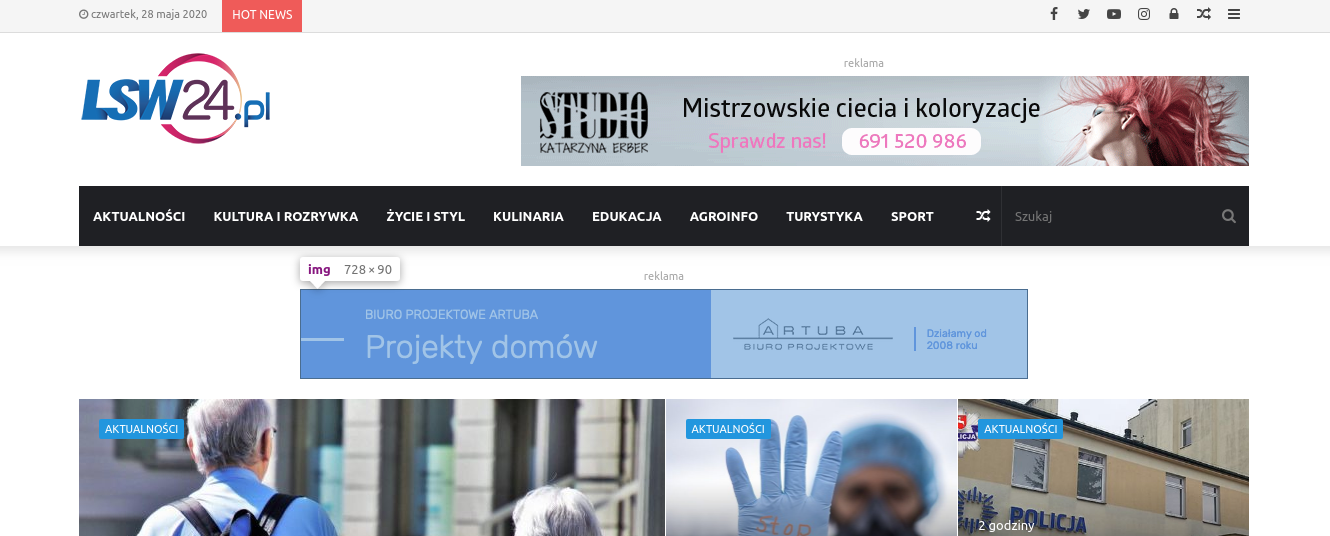 czwartek, 28 maja 2020
HOT NEWS
LSW24.pl
reklama
STUDIO
KATARZYNA ERBER
Mistrzowskie ciecia i koloryzacje
Sprawdz nas! 691 520 986
AKTUALNOŚCI KULTURA I ROZRYWKA ŻYCIE I STYL KULINARIA EDUKACJA AGROINFO TURYSTYKA SPORT Szukaj
img 728 × 90
reklama
BIURO PROJEKTOWE ARTUBA
Projekty domów
ARTUBA
BIURO PROJEKTOWE
Działamy od
2008 roku
AKTUALNOŚCI
AKTUALNOŚCI
AKTUALNOŚCI
STOP
POLICJA
2 godziny